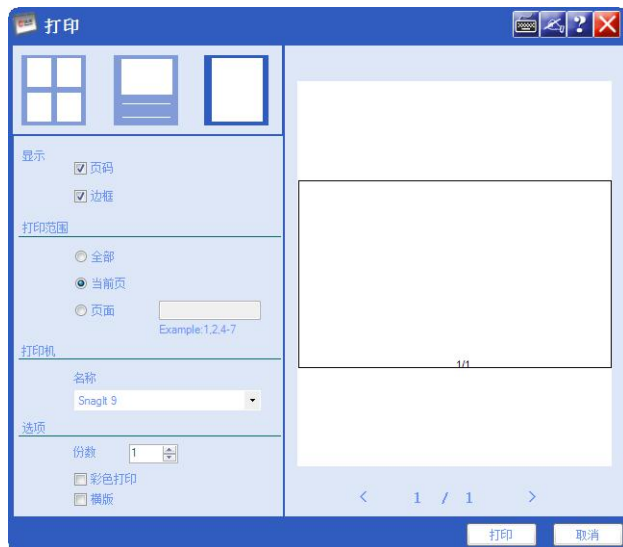 打印
?
显示
页码
边框
打印范围
全部
当前页
页面
Example:1,2,4-7
打印机
名称
SnagIt 9
选项
份数 1
彩色打印
横版
1/1
< 1 / 1 >
打印 取消